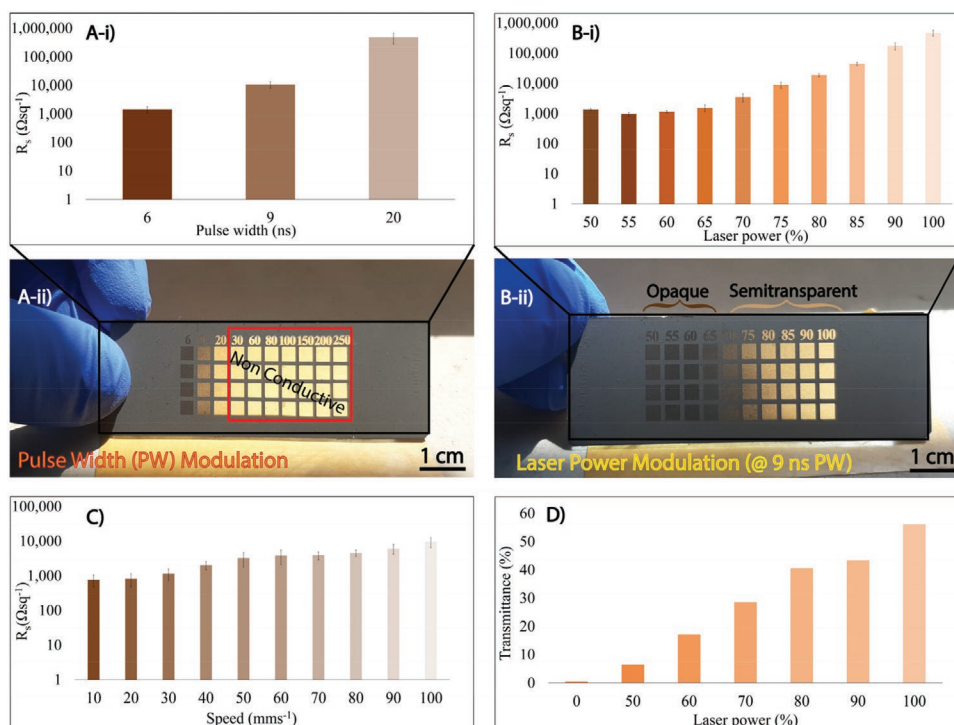 A-i)
1,000,000
100,000
10,000
1,000
100
10
1
Rs (Ωsq⁻¹)
6 9 20
Pulse width (ns)
B-i)
1,000,000
100,000
10,000
1,000
100
10
1
Rs (Ωsq⁻¹)
50 55 60 65 70 75 80 85 90 100
Laser power (%)
A-ii)
6 20 30 60 80 100 150 200 250
Non Conductive
Pulse Width (PW) Modulation
1 cm
B-ii)
Opaque Semitransparent
50 55 60 65 75 80 85 90 100
Laser Power Modulation (@ 9 ns PW)
1 cm
C)
100,000
10,000
1,000
100
10
1
Rs (Ωsq⁻¹)
10 20 30 40 50 60 70 80 90 100
Speed (mms⁻¹)
D)
60
50
40
30
20
10
0
Transmittance (%)
0 50 60 70 80 90 100
Laser power (%)